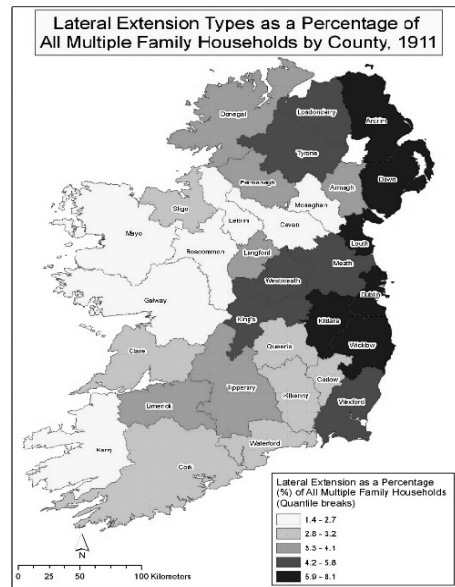 Lateral Extension Types as a Percentage of
All Multiple Family Households by County, 1911
Donegal
Londonderry
Antrim
Tyrone
Down
Fermanagh
Armagh
Monaghan
Sligo
Leitrim
Cavan
Mayo
Roscommon
Louth
Longford
Meath
Westmeath
Galway
Dublin
King's
Kildare
Queens
Wicklow
Clare
Carlow
Tipperary
Kilkenny
Limerick
Wexford
Waterford
Kerry
Cork
Lateral Extension as a Percentage
(%) of All Multiple Family Households
(Quantile breaks)
1.4 - 2.7
2.8 - 3.2
3.3 - 4.1
4.2 - 5.8
5.9 - 8.1
N
0 25 50 100 Kilometers